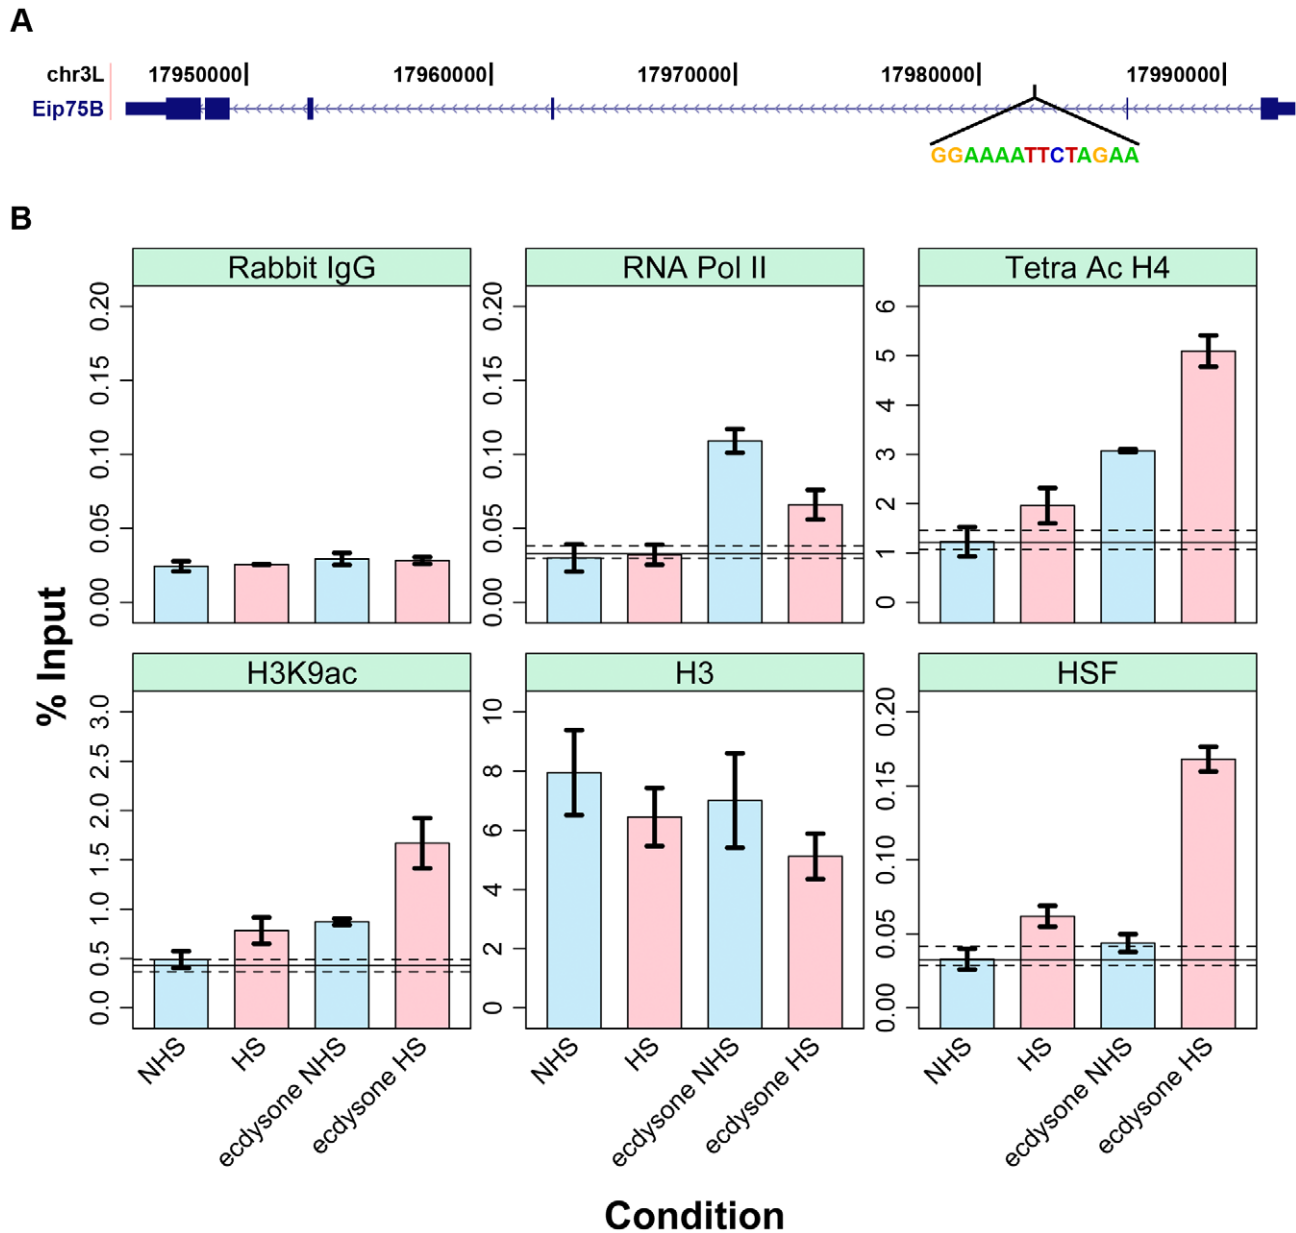 A
chr3L 17950000 17960000 17970000 17980000 17990000
Eip75B
GGAAAATTCTAGAA
B
Rabbit IgG RNA Pol II Tetra Ac H4
0.20 0.15 0.10 0.05 0.00
0.20 0.15 0.10 0.05 0.00
6 5 4 3 2 1 0
% Input
H3K9ac H3 HSF
3.0 2.5 2.0 1.5 1.0 0.5 0.0
10 8 6 4 2 0
0.20 0.15 0.10 0.05 0.00
NHS HS ecdysone NHS ecdysone HS
NHS HS ecdysone NHS ecdysone HS
NHS HS ecdysone NHS ecdysone HS
Condition